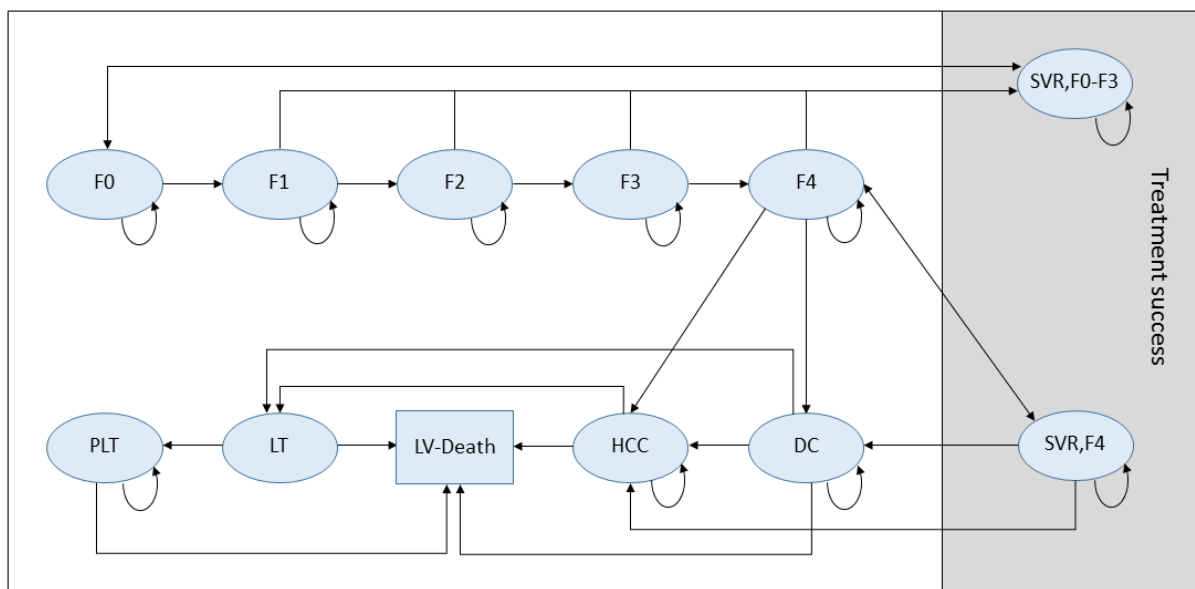 SVR,F0-F3
F0
F1
F2
F3
F4
Treatment success
PLT
LT
LV-Death
HCC
DC
SVR,F4